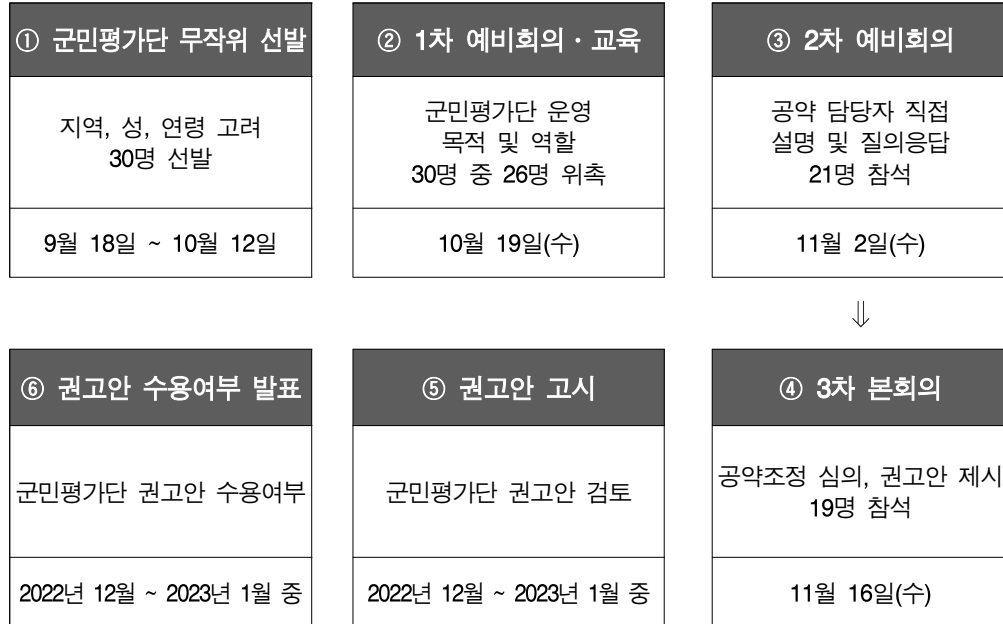 ① 군민평가단 무작위 선발
지역, 성, 연령 고려
30명 선발
9월 18일 ~ 10월 12일
② 1차 예비회의 · 교육
군민평가단 운영
목적 및 역할
30명 중 26명 위촉
10월 19일(수)
③ 2차 예비회의
공약 담당자 직접
설명 및 질의응답
21명 참석
11월 2일(수)
⇓
④ 3차 본회의
공약조정 심의, 권고안 제시
19명 참석
11월 16일(수)
⑤ 권고안 고시
군민평가단 권고안 검토
2022년 12월 ~ 2023년 1월 중
⑥ 권고안 수용여부 발표
군민평가단 권고안 수용여부
2022년 12월 ~ 2023년 1월 중